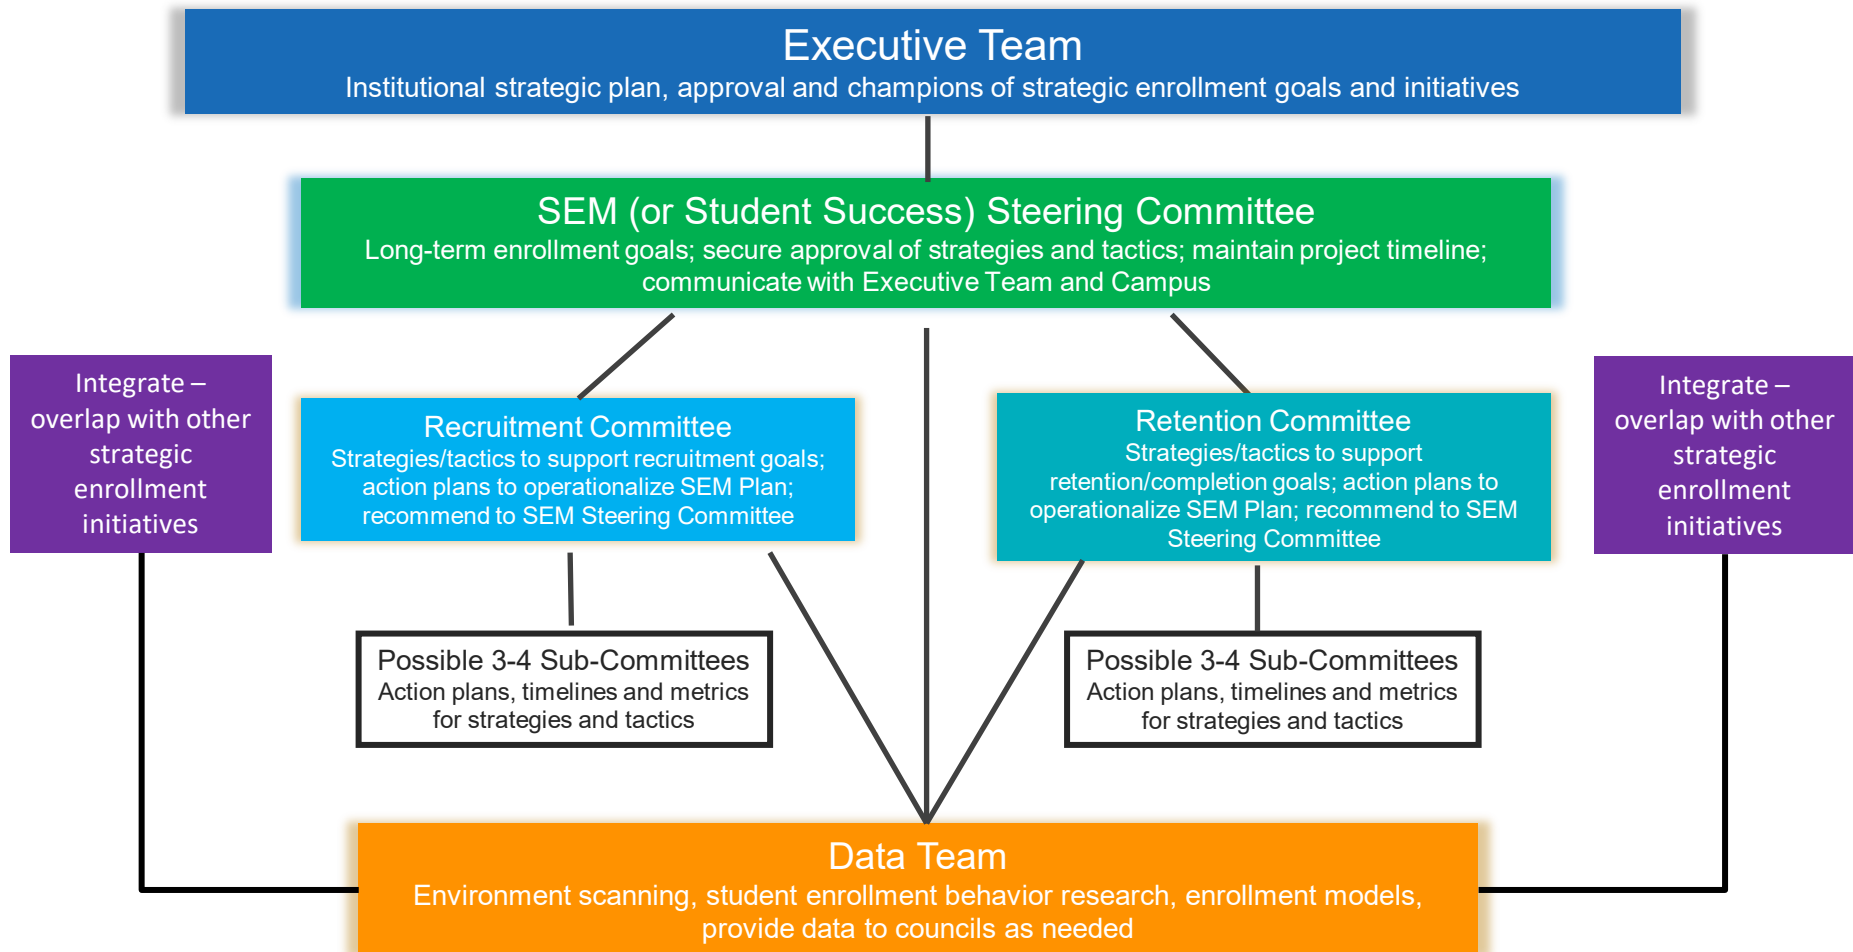 Executive Team
Institutional strategic plan, approval and champions of strategic enrollment goals and initiatives
SEM (or Student Success) Steering Committee
Long-term enrollment goals; secure approval of strategies and tactics; maintain project timeline;
communicate with Executive Team and Campus
Integrate –
overlap with other
strategic
enrollment
initiatives
Recruitment Committee
Strategies/tactics to support recruitment goals;
action plans to operationalize SEM Plan;
recommend to SEM Steering Committee
Retention Committee
Strategies/tactics to support
retention/completion goals; action plans to
operationalize SEM Plan; recommend to SEM
Steering Committee
Integrate –
overlap with other
strategic
enrollment
initiatives
Possible 3-4 Sub-Committees
Action plans, timelines and metrics
for strategies and tactics
Possible 3-4 Sub-Committees
Action plans, timelines and metrics
for strategies and tactics
Data Team
Environment scanning, student enrollment behavior research, enrollment models,
provide data to councils as needed